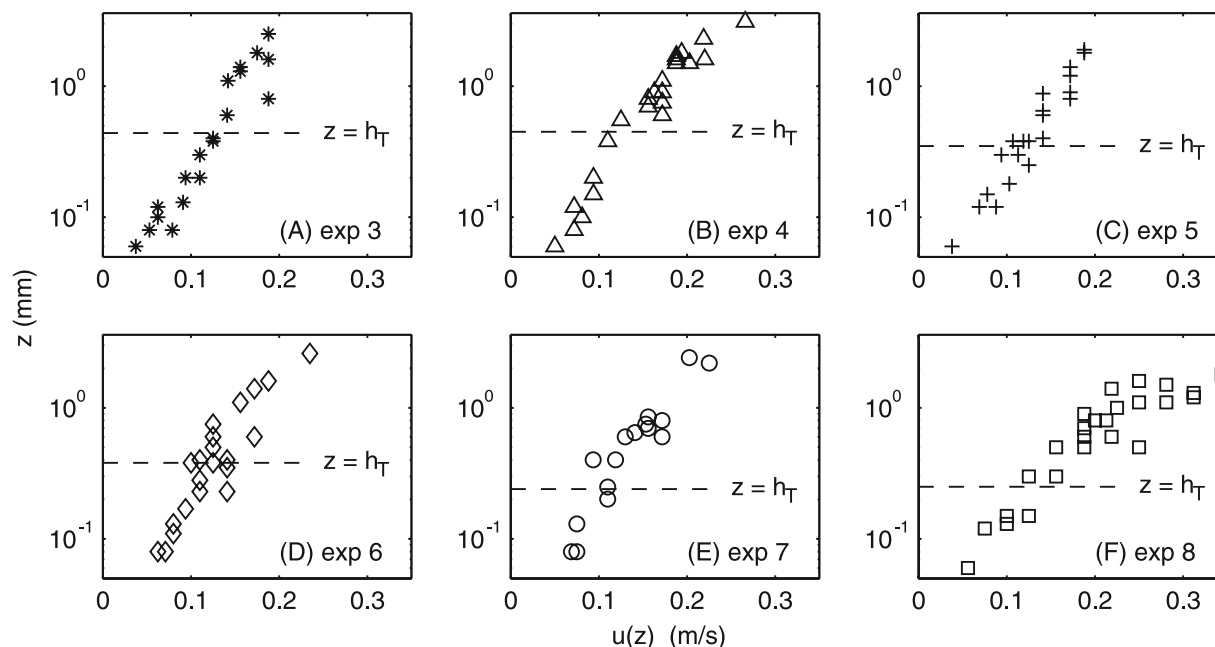 10^0
10^-1
z = h_T
(A) exp 3
0 0.1 0.2 0.3
10^0
10^-1
z = h_T
(B) exp 4
0 0.1 0.2 0.3
10^0
10^-1
z = h_T
(C) exp 5
0 0.1 0.2 0.3
z (mm)
10^0
10^-1
z = h_T
(D) exp 6
0 0.1 0.2 0.3
10^0
10^-1
z = h_T
(E) exp 7
0 0.1 0.2 0.3
10^0
10^-1
z = h_T
(F) exp 8
0 0.1 0.2 0.3
u(z) (m/s)